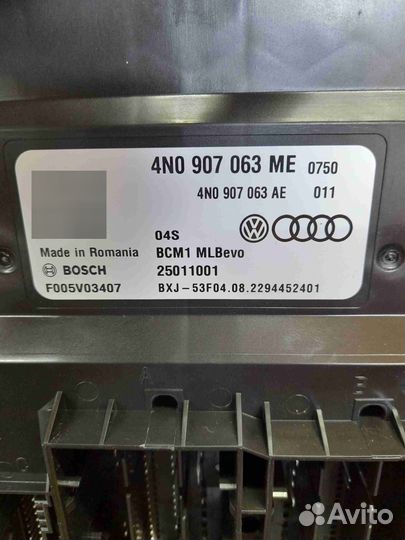 4N0 907 063 ME 0750
4N0 907 063 AE 011
04S
Made in Romania BCM1 MLBevo
BOSCH 25011001
F005V03407 BXJ-53F04.08.2294452401
A B
Avito